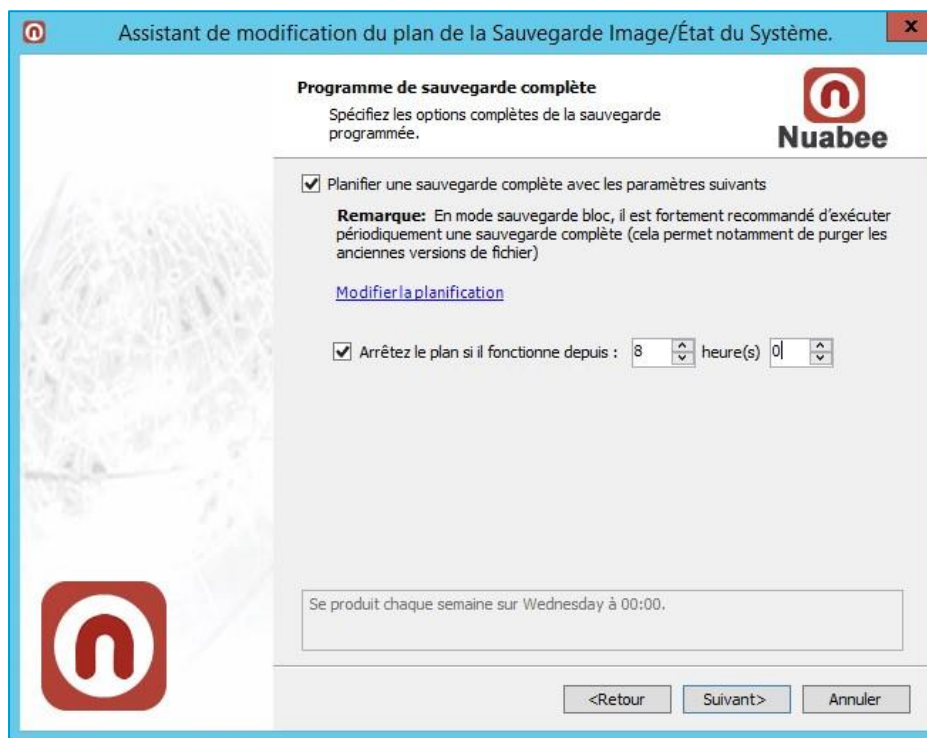 Assistant de modification du plan de la Sauvegarde Image/État du Système.
x
Programme de sauvegarde complète
Spécifiez les options complètes de la sauvegarde
programmée.
Nuabee
Planifier une sauvegarde complète avec les paramètres suivants
Remarque: En mode sauvegarde bloc, il est fortement recommandé d'exécuter
périodiquement une sauvegarde complète (cela permet notamment de purger les
anciennes versions de fichier)
Modifier la planification
Arrêtez le plan si il fonctionne depuis : 8 heure(s) 0
Se produit chaque semaine sur Wednesday à 00:00.
<Retour Suivant> Annuler